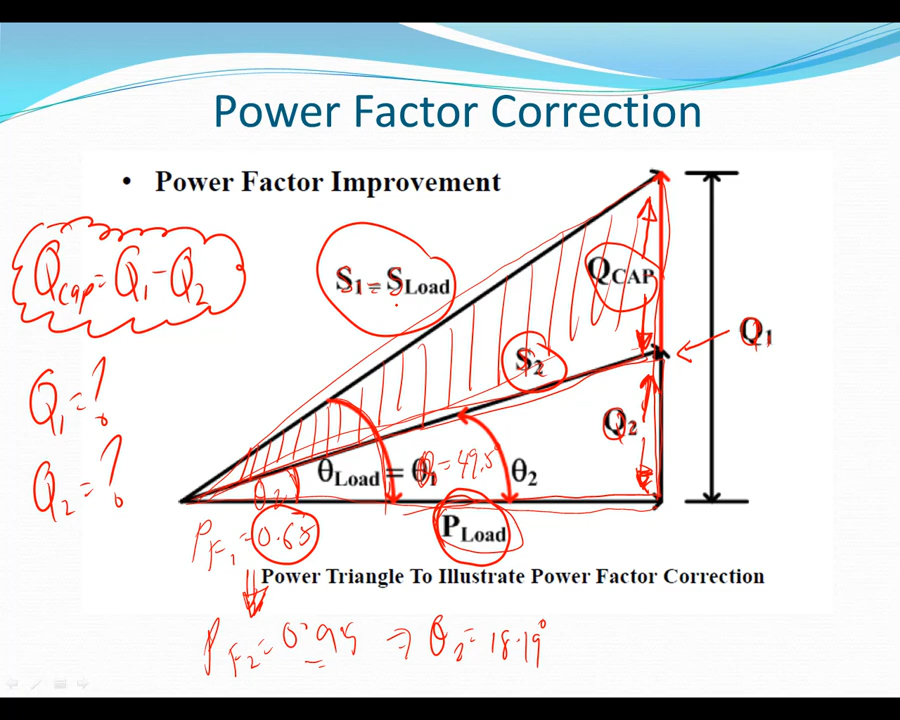 Power Factor Correction
• Power Factor Improvement
Qcap = Q1 - Q2
S1 = SLoad
QCAP
Q1
S2
Q1 = ?
Q2 = ?
Q2
θLoad = θ1
θ = 49.5°
θ2
θ2
PLoad
PF1 = 0.65
Power Triangle To Illustrate Power Factor Correction
PF2 = 0.95 ⇒ θ2 = 18.19°